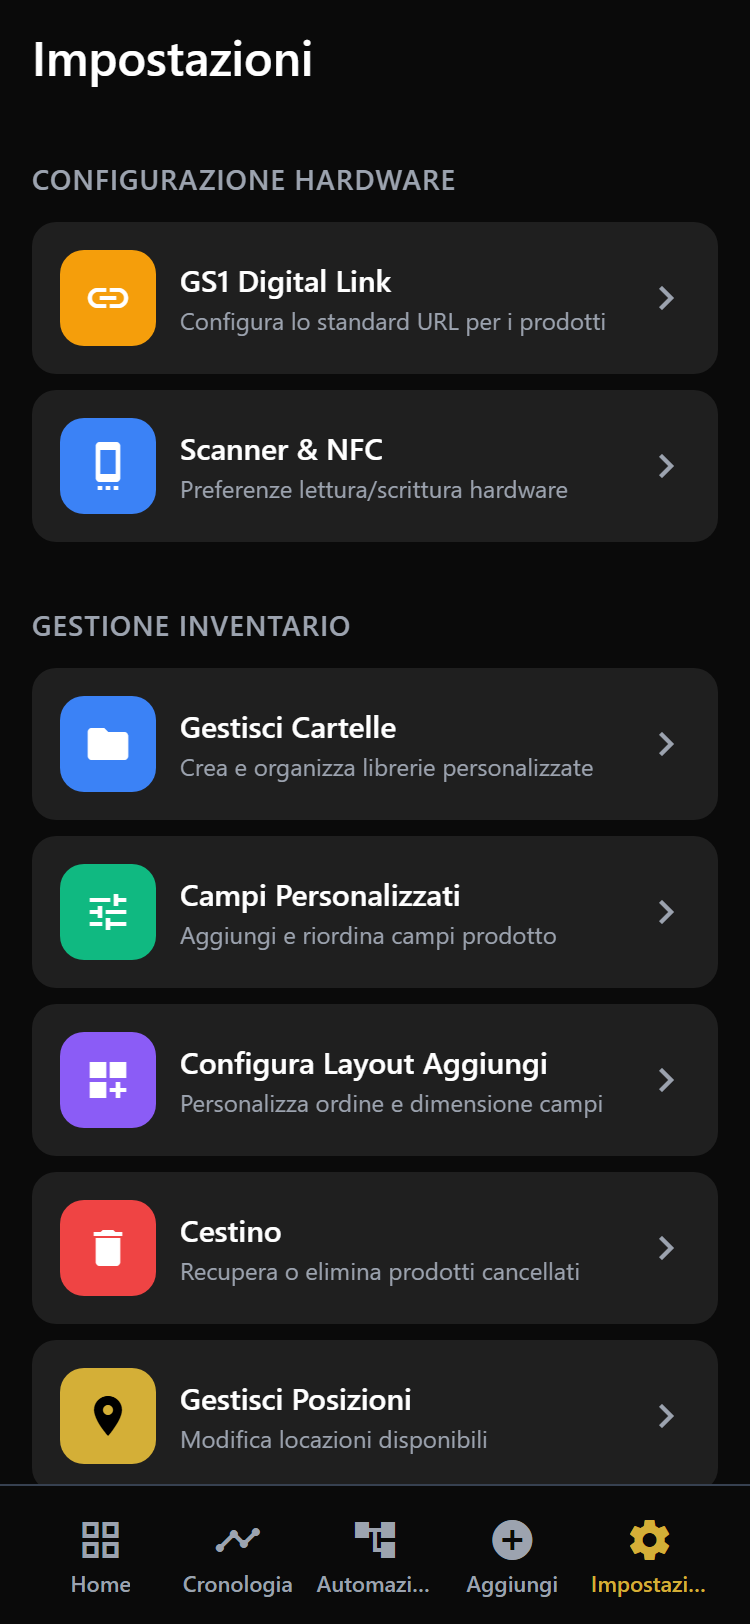 Impostazioni
CONFIGURAZIONE HARDWARE
GS1 Digital Link
Configura lo standard URL per i prodotti
Scanner & NFC
Preferenze lettura/scrittura hardware
GESTIONE INVENTARIO
Gestisci Cartelle
Crea e organizza librerie personalizzate
Campi Personalizzati
Aggiungi e riordina campi prodotto
Configura Layout Aggiungi
Personalizza ordine e dimensione campi
Cestino
Recupera o elimina prodotti cancellati
Gestisci Posizioni
Modifica locazioni disponibili
Home Cronologia Automazi... Aggiungi Impostazi...